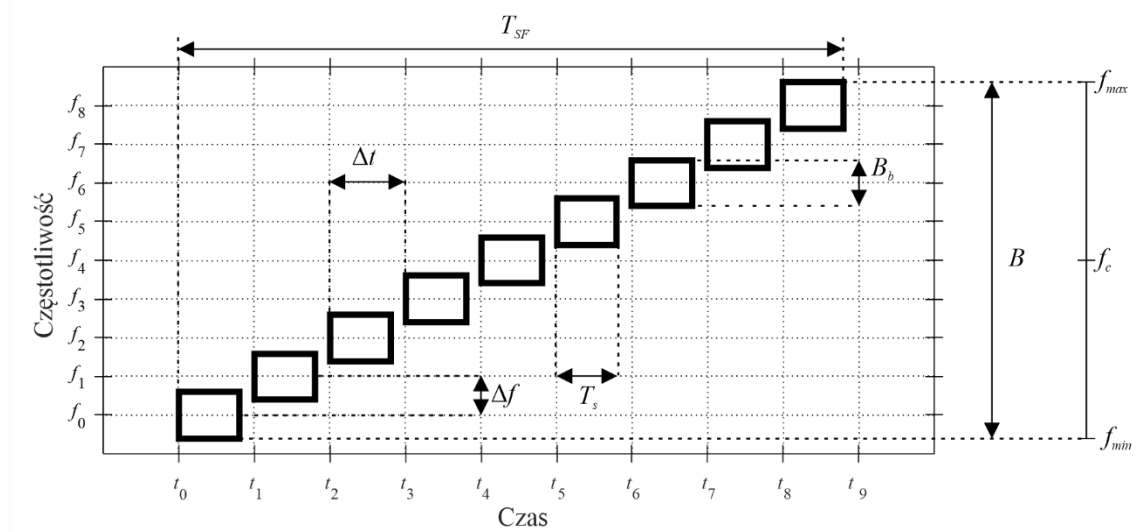 T_SF
f_8
f_7
f_6
f_5
f_4
f_3
f_2
f_1
f_0
Częstotliwość
Δt
Δf
T_s
B_b
B
f_max
f_c
f_min
t_0 t_1 t_2 t_3 t_4 t_5 t_6 t_7 t_8 t_9
Czas